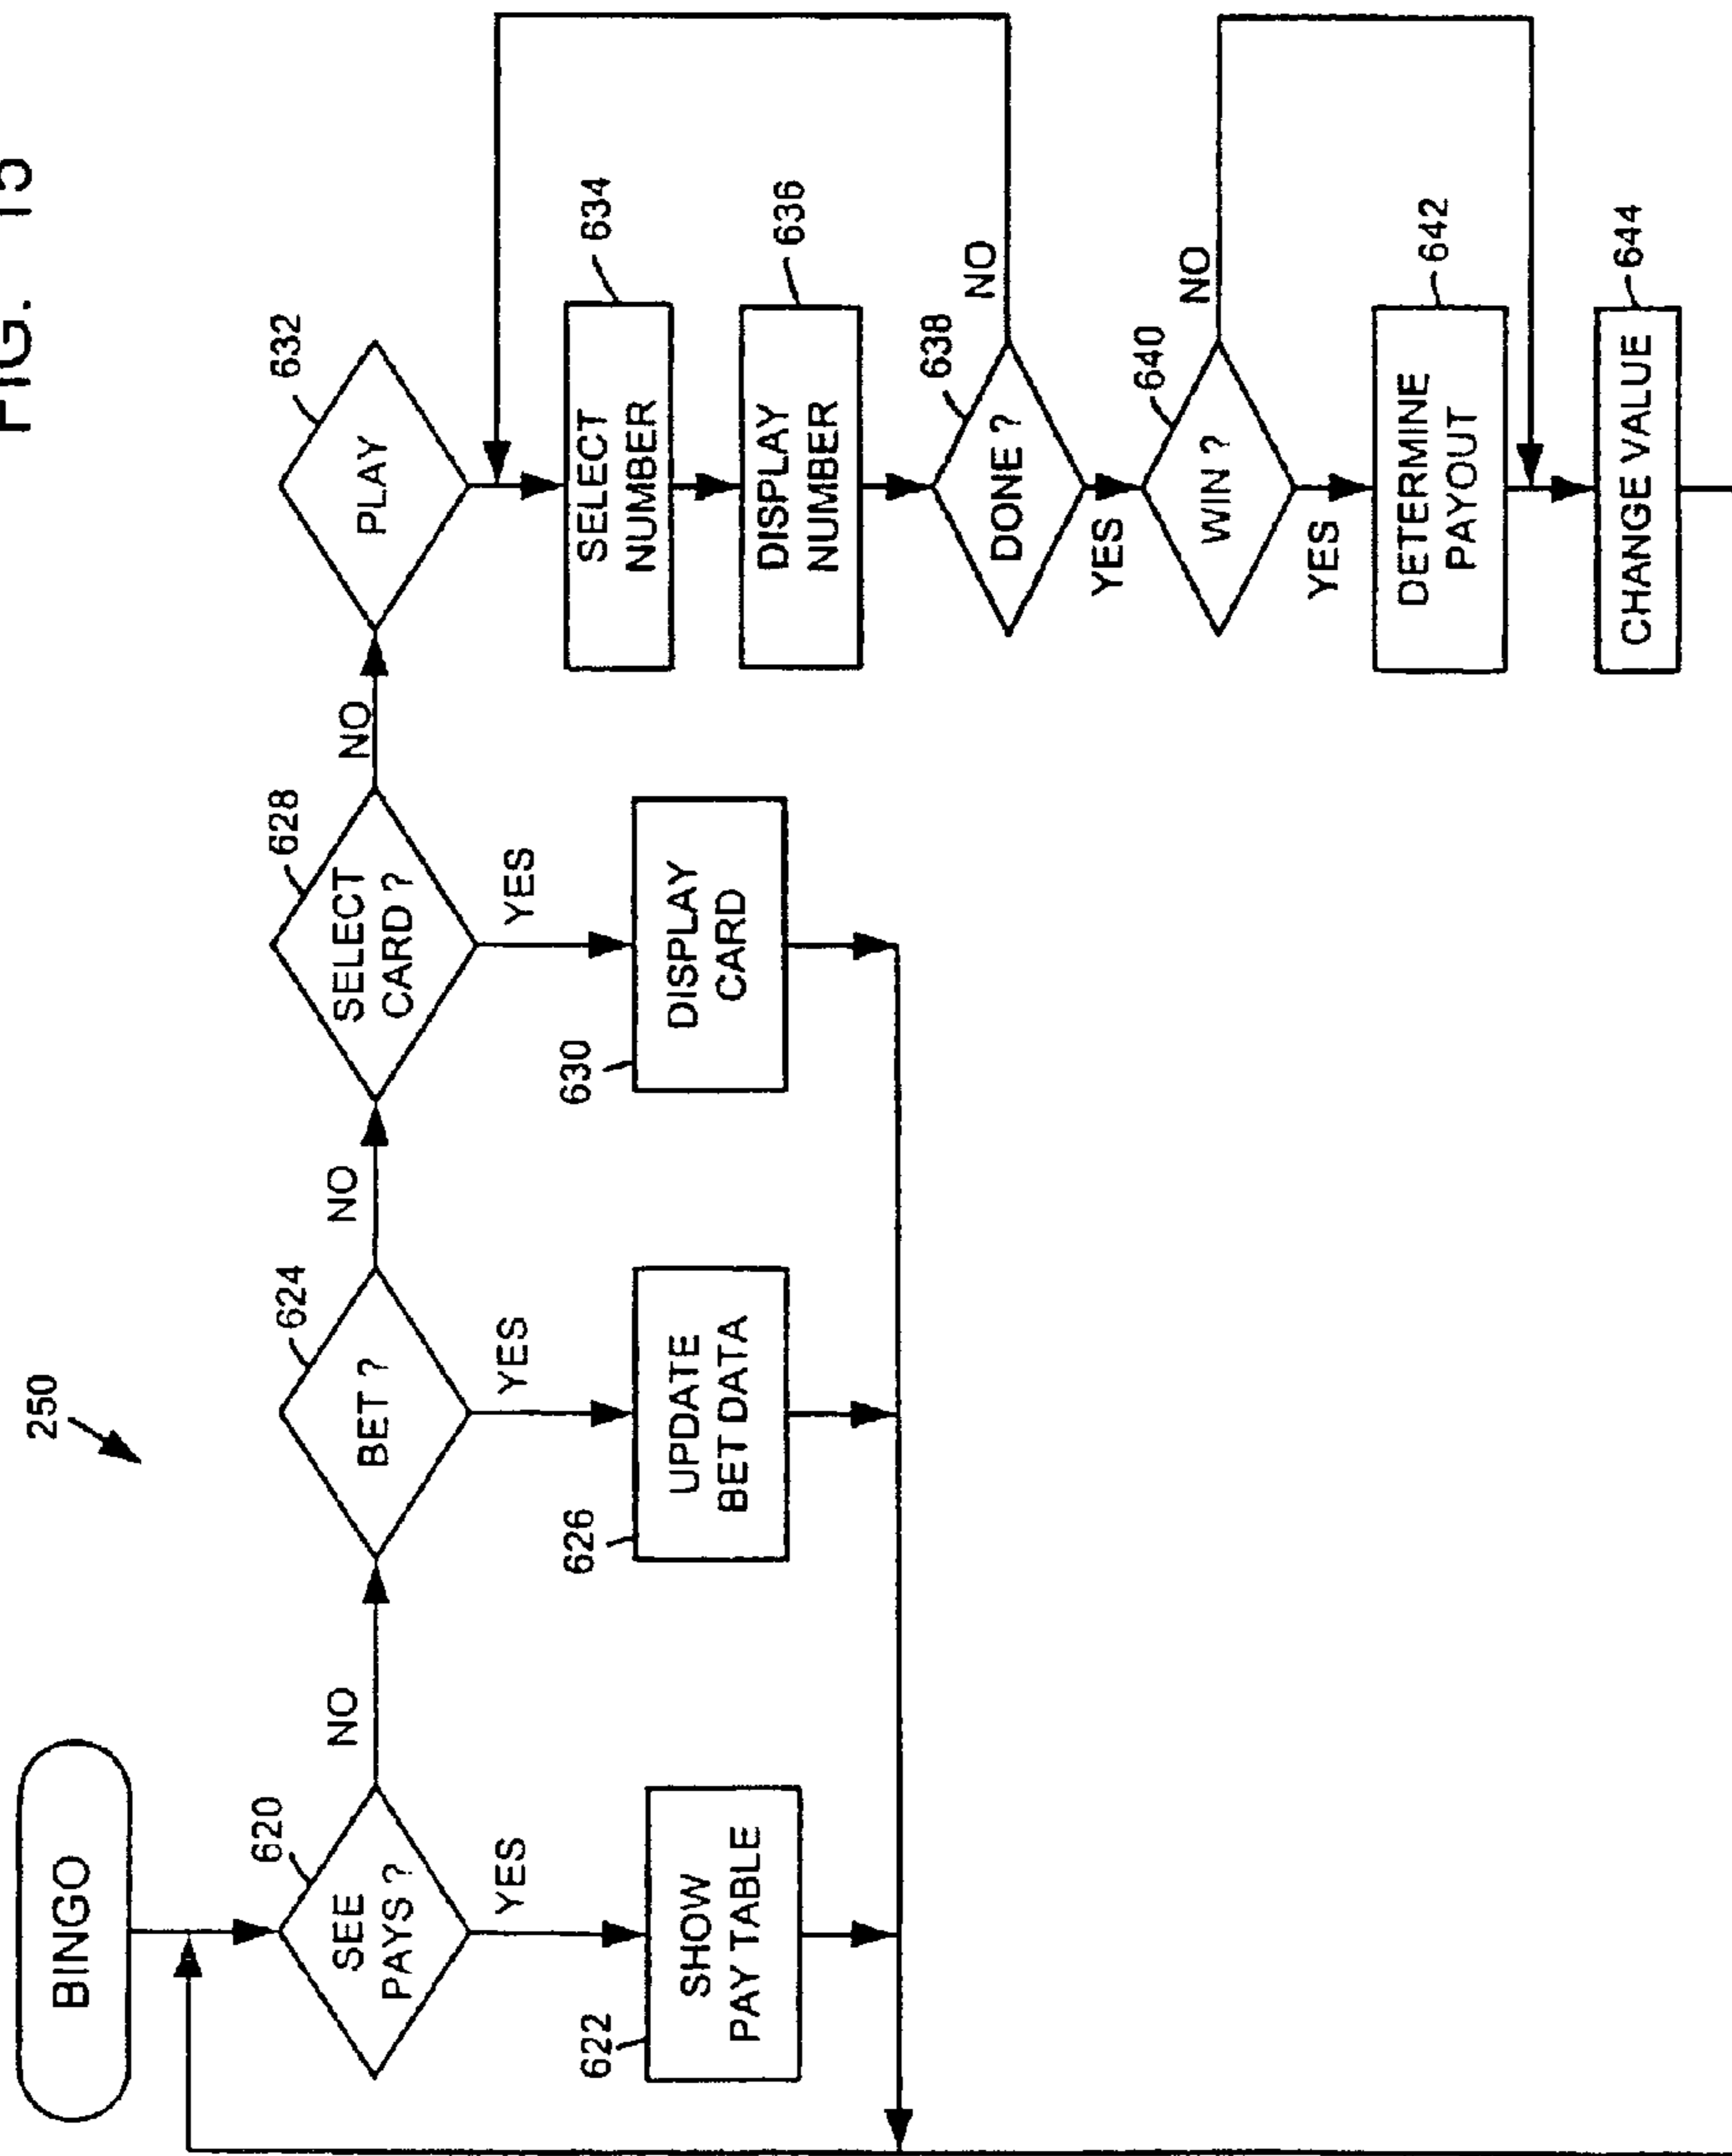 FIG. 15
250
BINGO
620
SEE
PAYS ?
NO
YES
622
SHOW
PAY TABLE
624
BET ?
NO
YES
626
UPDATE
BET DATA
628
SELECT
CARD ?
NO
YES
630
DISPLAY
CARD
632
PLAY
634
SELECT
NUMBER
636
DISPLAY
NUMBER
638
DONE ?
NO
YES
640
WIN ?
NO
YES
642
DETERMINE
PAYOUT
644
CHANGE VALUE